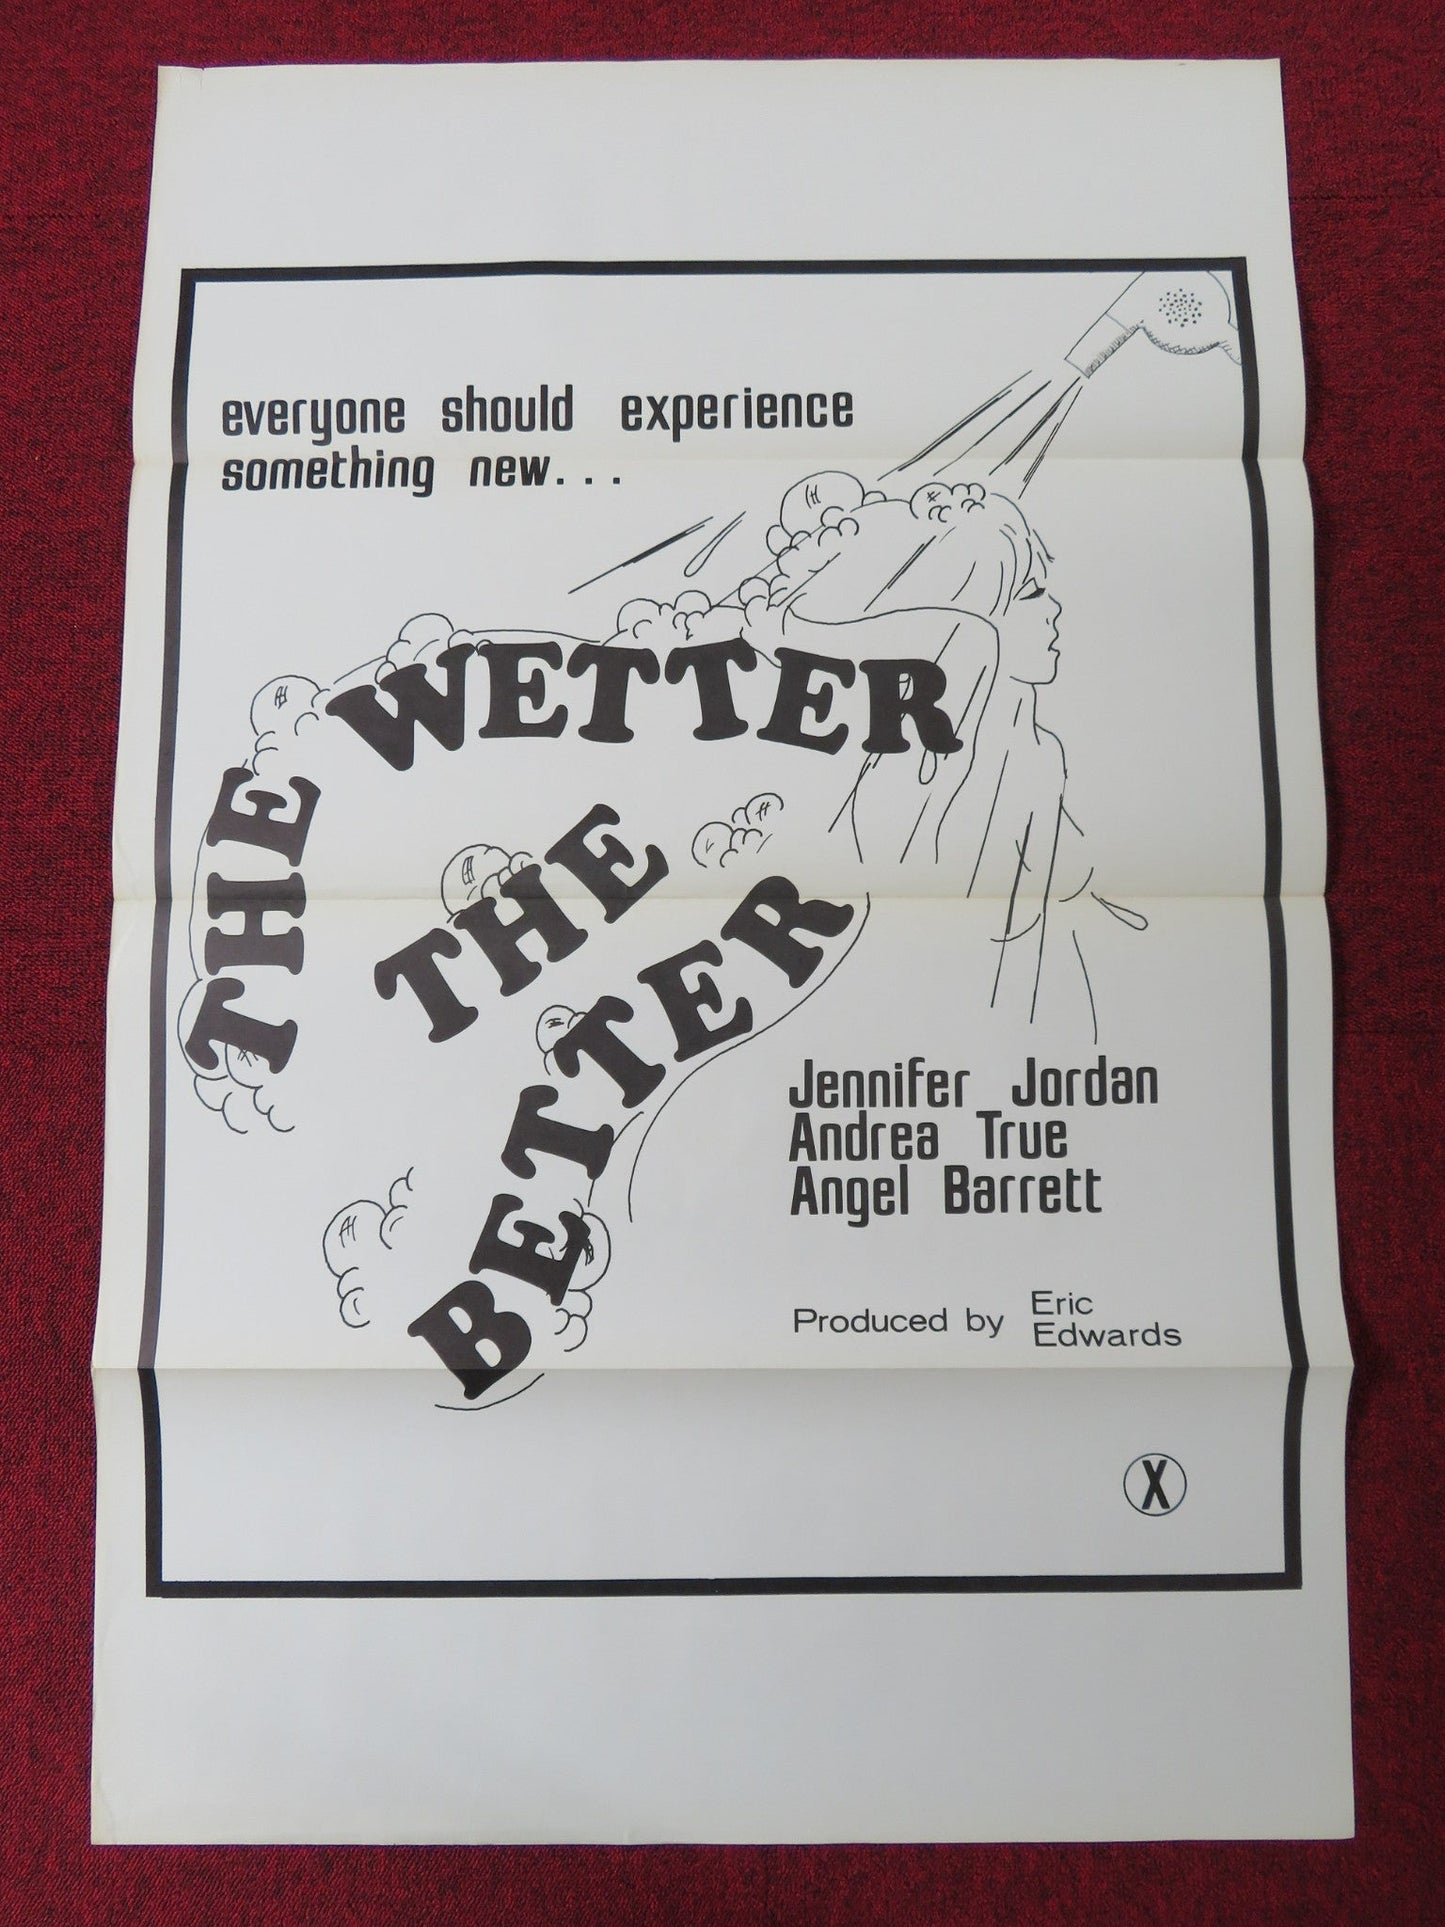 everyone should experience
something new...
THE WETTER
THE
BETTER
Jennifer Jordan
Andrea True
Angel Barrett
Produced by Eric
Edwards
X